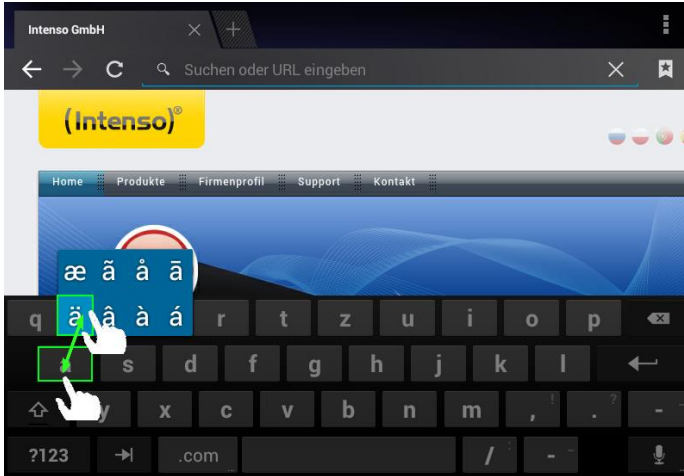 Intenso GmbH
Suchen oder URL eingeben
(Intenso)®
Home Produkte Firmenprofil Support Kontakt
æ ã å ā
ä â à á
q r t z u i o p
a s d f g h j k l
y x c v b n m , ! . ?
?123 .com / : - _